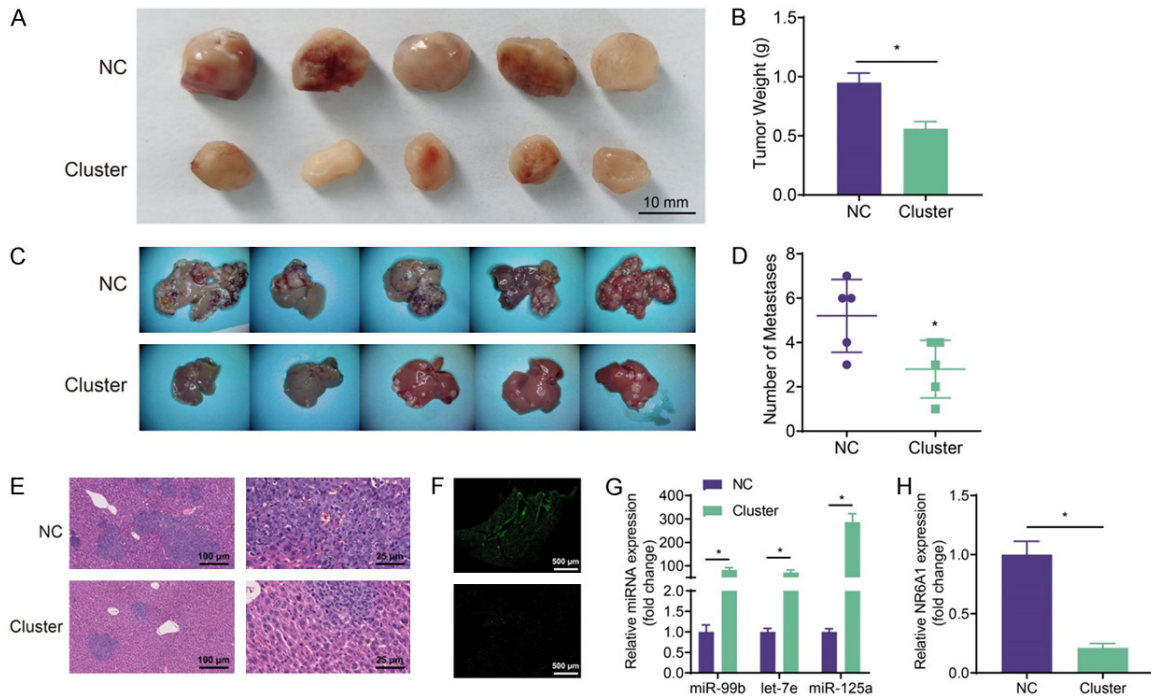 A
NC
Cluster
10 mm
B
Tumor Weight (g)
1.5
1.0
0.5
0.0
*
NC
Cluster
C
NC
Cluster
D
Number of Metastases
8
6
4
2
0
*
NC
Cluster
E
NC
100 μm
25 μm
Cluster
100 μm
25 μm
F
500 μm
500 μm
G
NC
Cluster
Relative miRNA expression
(fold change)
400
300
200
100
2.0
1.5
1.0
0.5
0.0
*
*
*
miR-99b
let-7e
miR-125a
H
Relative NR6A1 expression
(fold change)
1.5
1.0
0.5
0.0
*
NC
Cluster